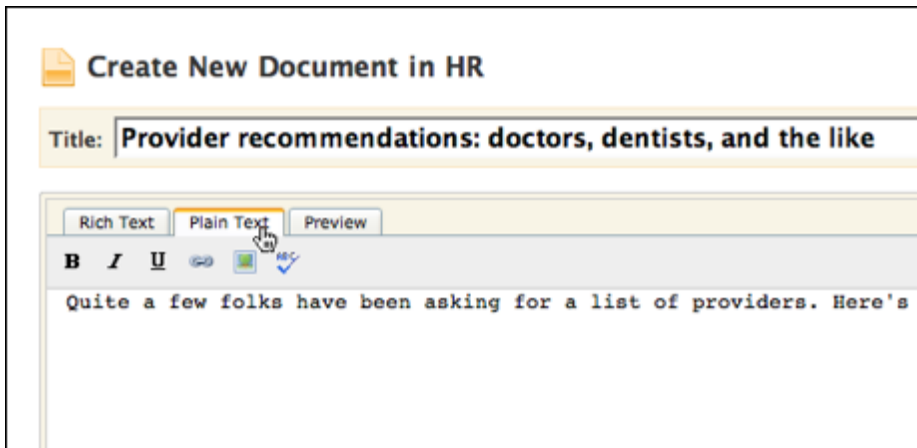 Create New Document in HR
Title: Provider recommendations: doctors, dentists, and the like
Rich Text Plain Text Preview
B I U ABC
Quite a few folks have been asking for a list of providers. Here's